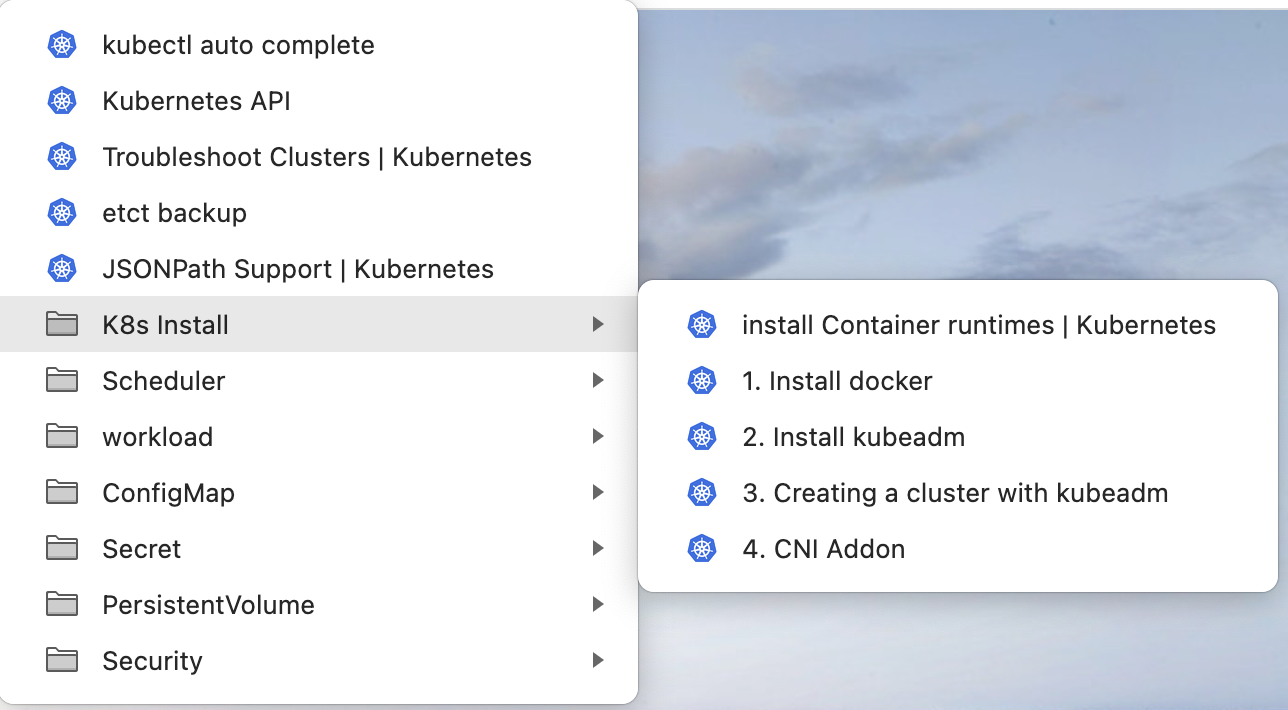 kubectl auto complete
Kubernetes API
Troubleshoot Clusters | Kubernetes
etct backup
JSONPath Support | Kubernetes
K8s Install
Scheduler
workload
ConfigMap
Secret
PersistentVolume
Security
install Container runtimes | Kubernetes
1. Install docker
2. Install kubeadm
3. Creating a cluster with kubeadm
4. CNI Addon